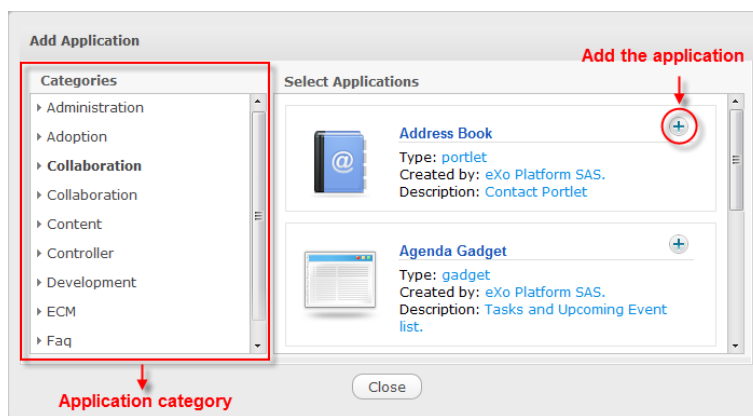 Add Application
Add the application
Categories
Select Applications
Administration
Adoption
Collaboration
Collaboration
Content
Controller
Development
ECM
Faq
Address Book
Type: portlet
Created by: eXo Platform SAS.
Description: Contact Portlet
Agenda Gadget
Type: gadget
Created by: eXo Platform SAS.
Description: Tasks and Upcoming Event
list.
Close
Application category